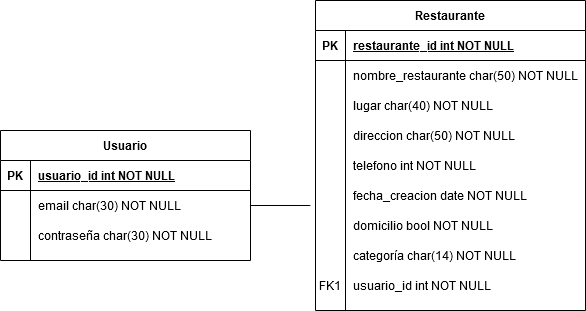 Usuario
PK usuario_id int NOT NULL
email char(30) NOT NULL
contraseña char(30) NOT NULL
Restaurante
PK restaurante_id int NOT NULL
nombre_restaurante char(50) NOT NULL
lugar char(40) NOT NULL
direccion char(50) NOT NULL
telefono int NOT NULL
fecha_creacion date NOT NULL
domicilio bool NOT NULL
categoría char(14) NOT NULL
FK1 usuario_id int NOT NULL